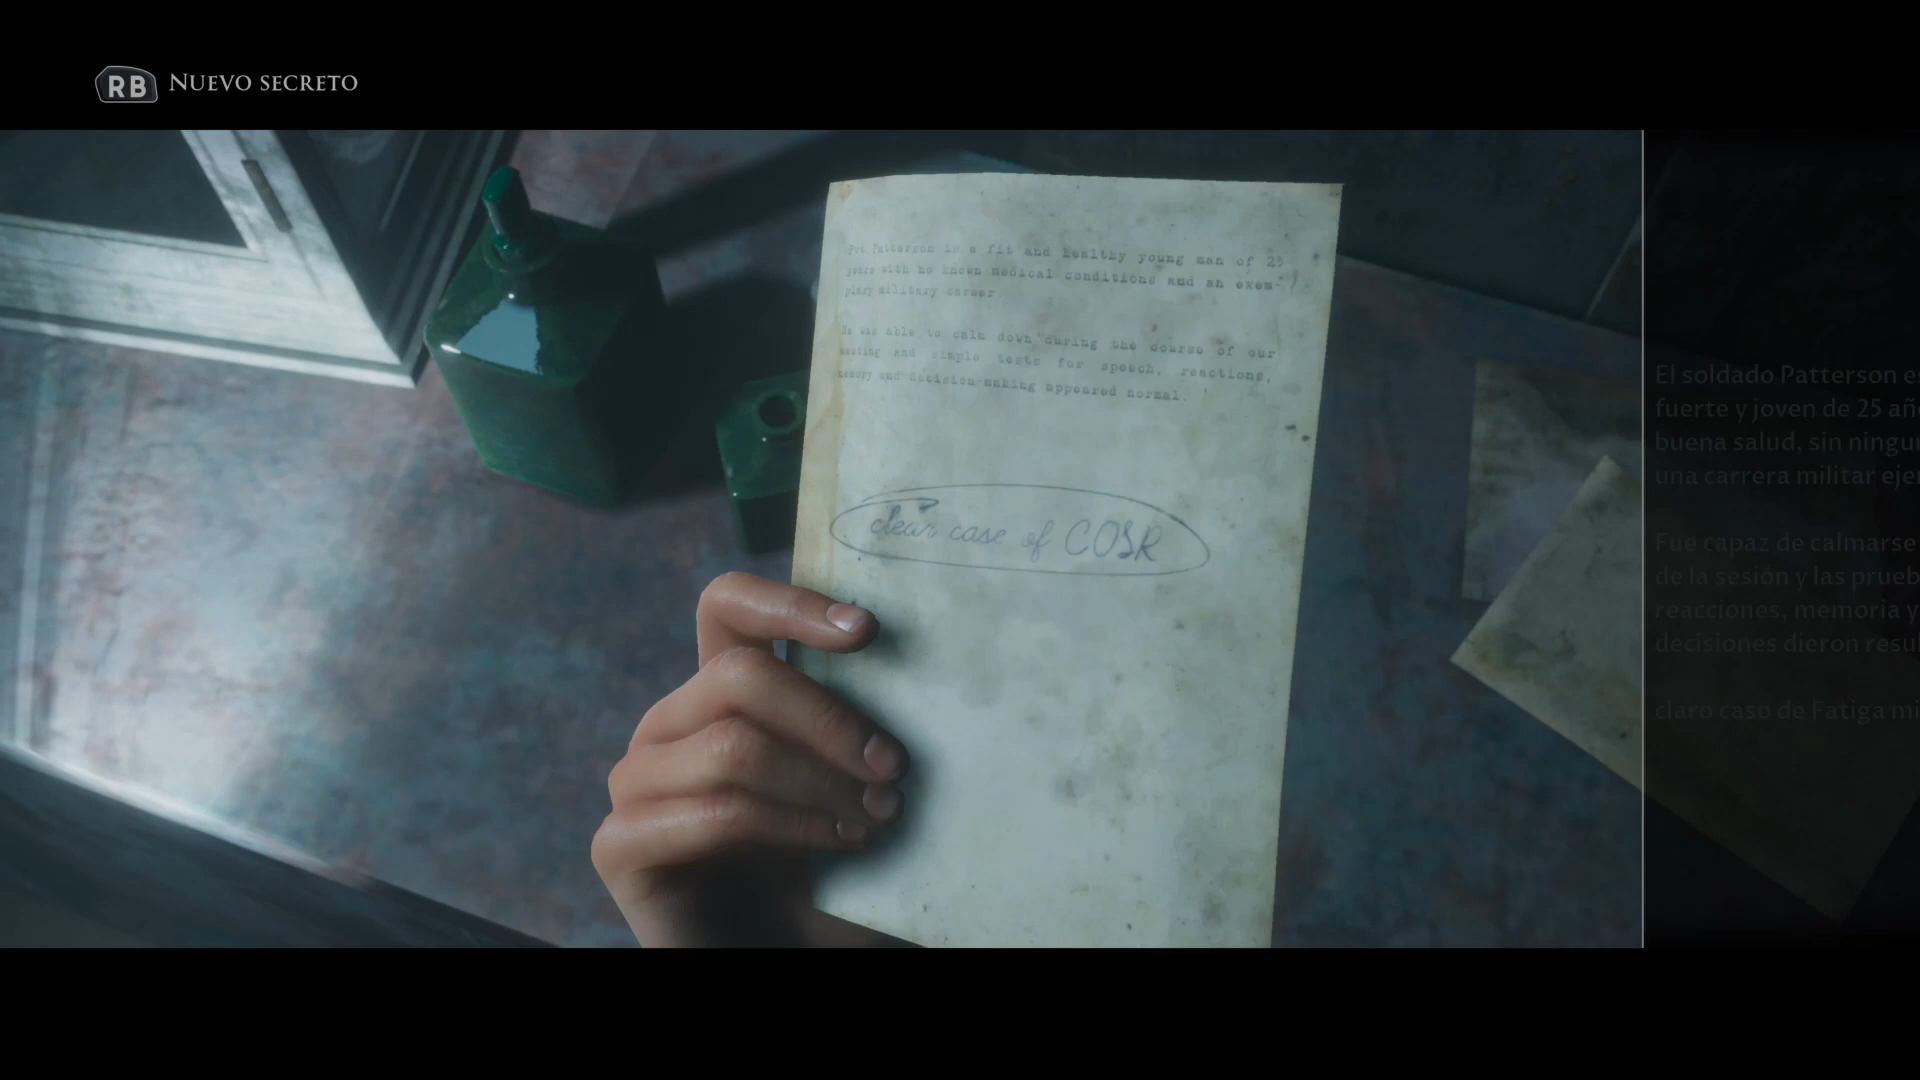 RB NUEVO SECRETO
Pvt Patterson is a fit and healthy young man of 25
years with no known medical conditions and an exem-
plary military career
He was able to calm down during the course of our
meeting and simple tests for speech, reactions,
memory and decision-making appeared normal.
clear case of COSR
El soldado Patterson es
fuerte y joven de 25 añ
buena salud, sin ningu
una carrera militar eje
Fue capaz de calmarse
de la sesión y las prueb
reacciones, memoria y
decisiones dieron resu
claro caso de Fatiga mi